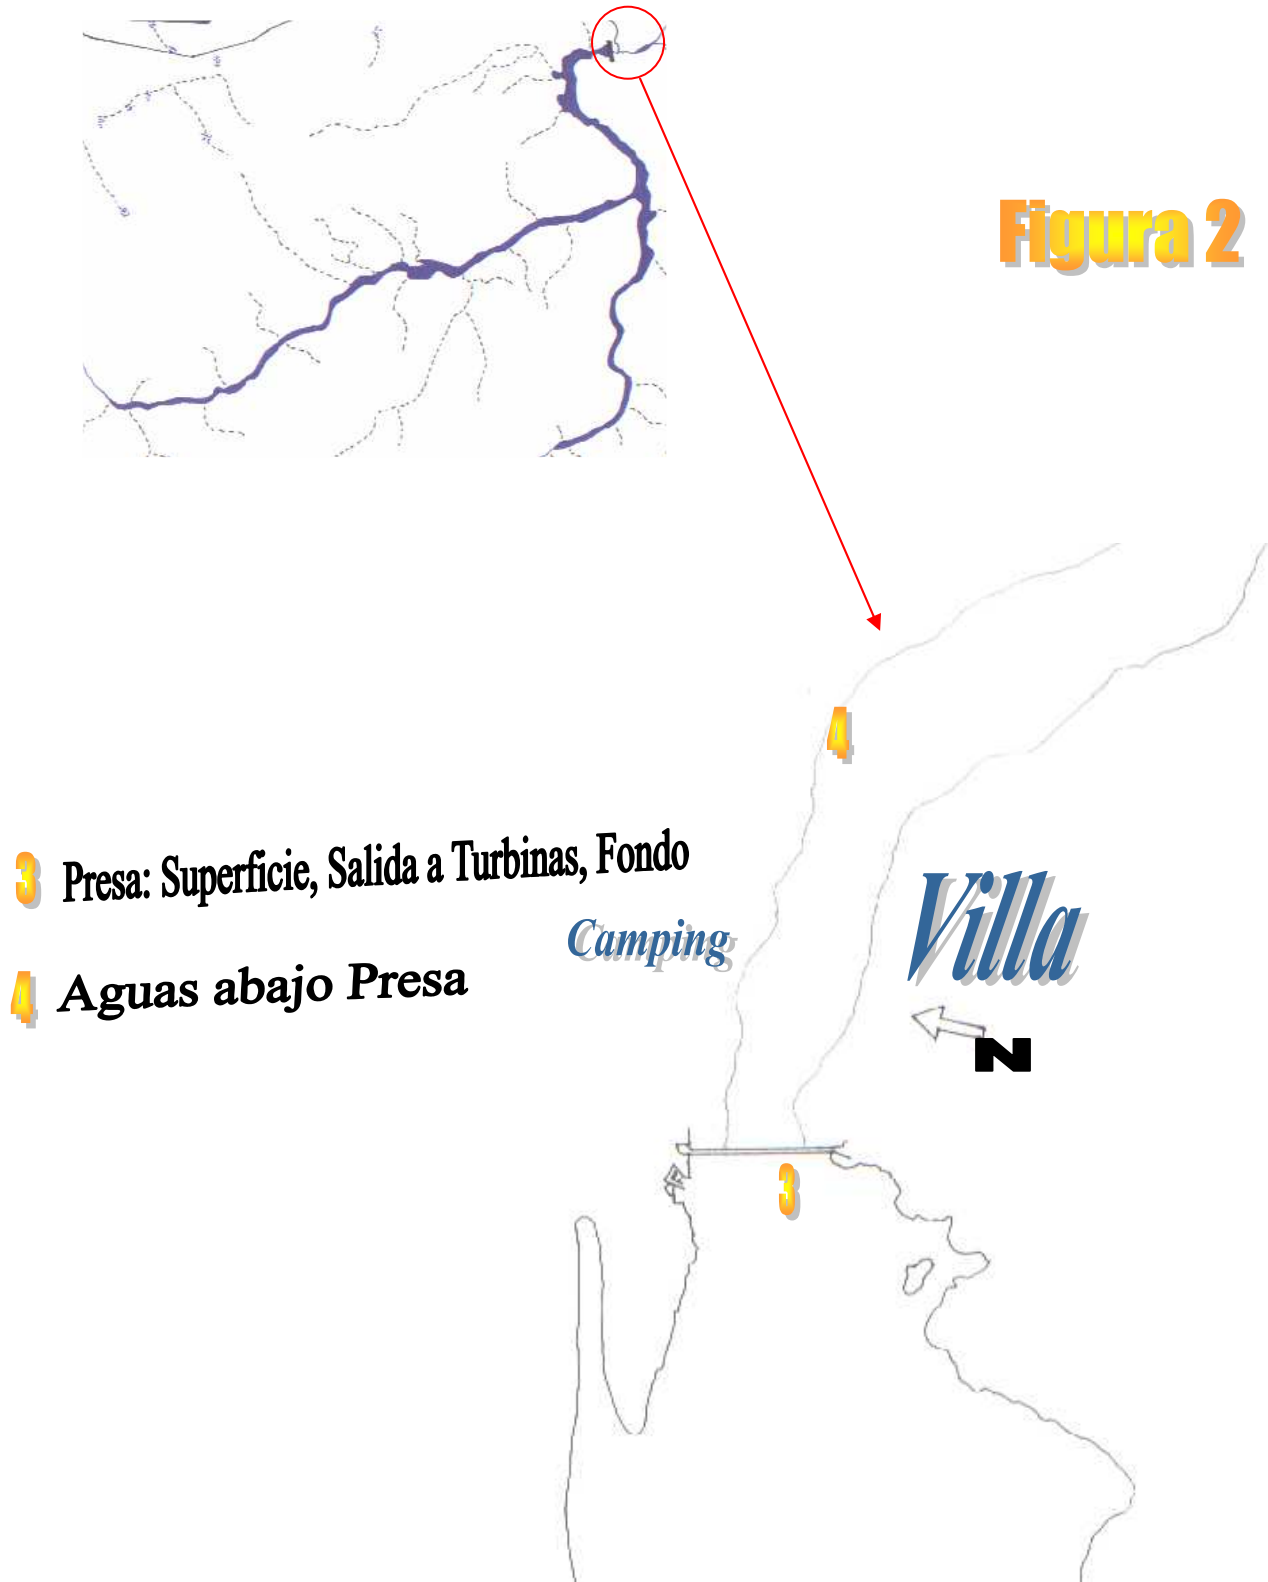 Figura 2
4
3 Presa: Superficie, Salida a Turbinas, Fondo
Camping
Villa
4 Aguas abajo Presa
N
3